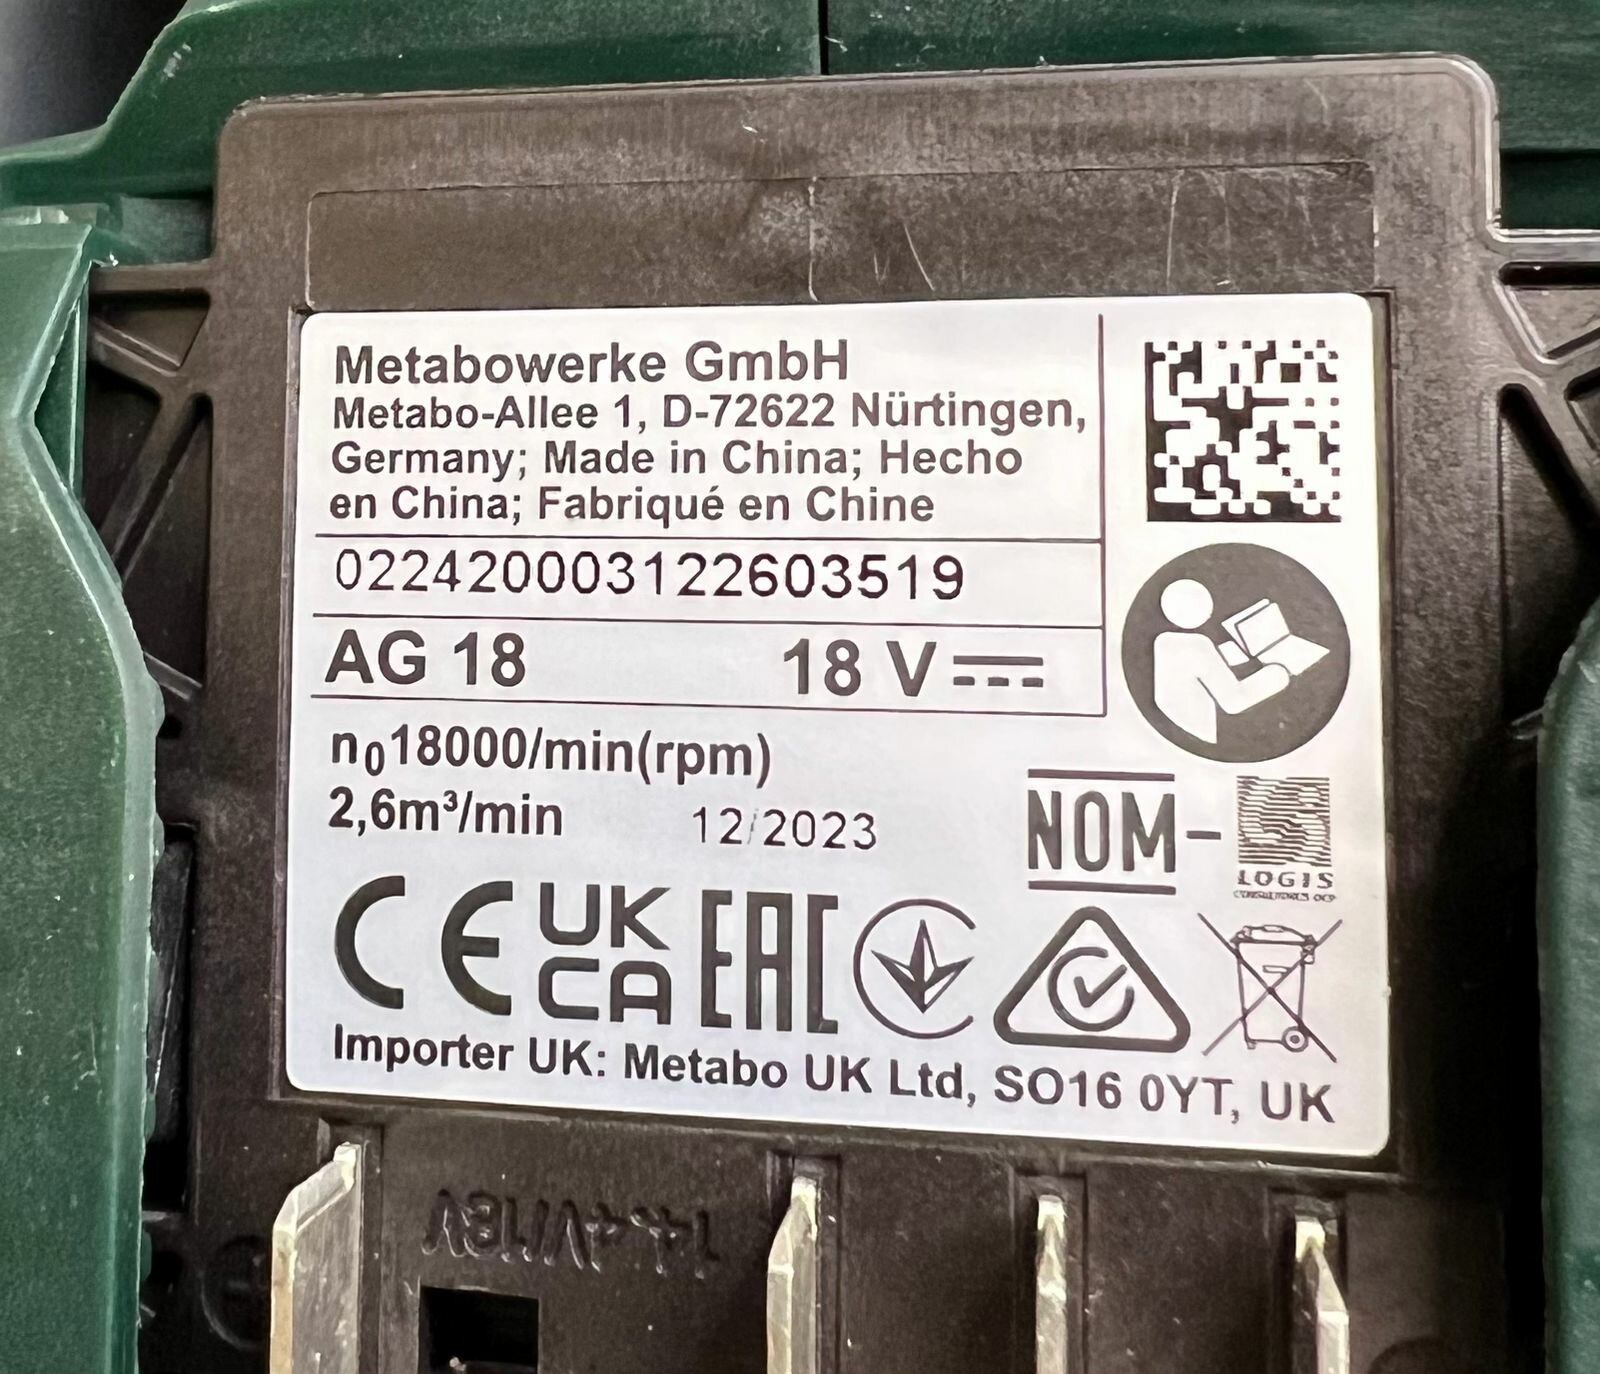 Metabowerke GmbH
Metabo-Allee 1, D-72622 Nürtingen,
Germany; Made in China; Hecho
en China; Fabriqué en Chine
022420003122603519
AG 18 18 V
n₀18000/min(rpm)
2,6m³/min 12/2023
NOM-
LOGIS
CE UK CA EAC
Importer UK: Metabo UK Ltd, SO16 0YT, UK
14.4V/18V